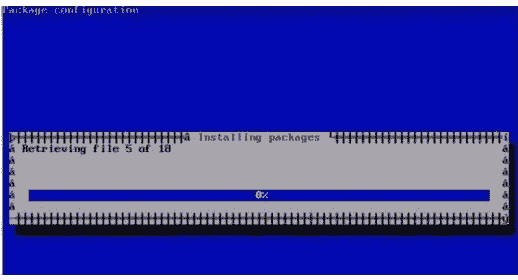 Package configuration
Installing packages
Retrieving file 5 of 10
0%